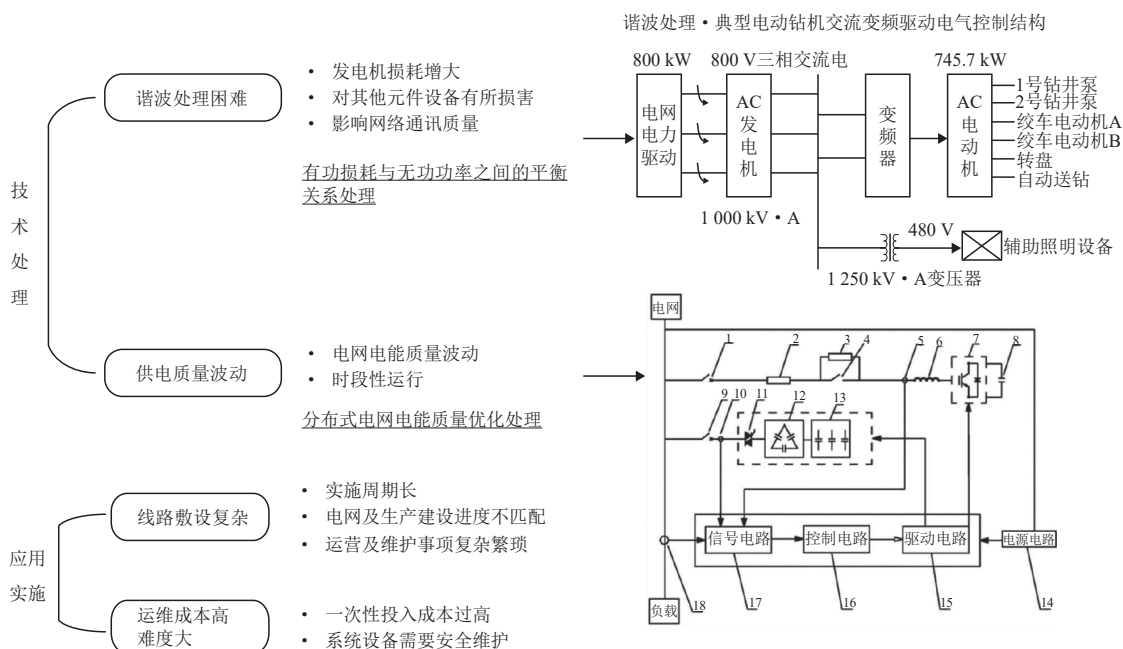 谐波处理・典型电动钻机交流变频驱动电气控制结构
技
术
处
理
谐波处理困难
• 发电机损耗增大
• 对其他元件设备有所损害
• 影响网络通讯质量
有功损耗与无功功率之间的平衡
关系处理
800 kW
800 V三相交流电
745.7 kW
电网
电力
驱动
AC
发
电
机
变
频
器
AC
电
动
机
1号钻井泵
2号钻井泵
绞车电动机A
绞车电动机B
转盘
自动送钻
1 000 kV・A
480 V
辅助照明设备
1 250 kV・A变压器
供电质量波动
• 电网电能质量波动
• 时段性运行
分布式电网电能质量优化处理
电网
1
2
3
4
5
6
7
8
9
10
11
12
13
信号电路
控制电路
驱动电路
电源电路
负载
18
17
16
15
14
应用
实施
线路敷设复杂
• 实施周期长
• 电网及生产建设进度不匹配
• 运营及维护事项复杂繁琐
运维成本高
难度大
• 一次性投入成本过高
• 系统设备需要安全维护